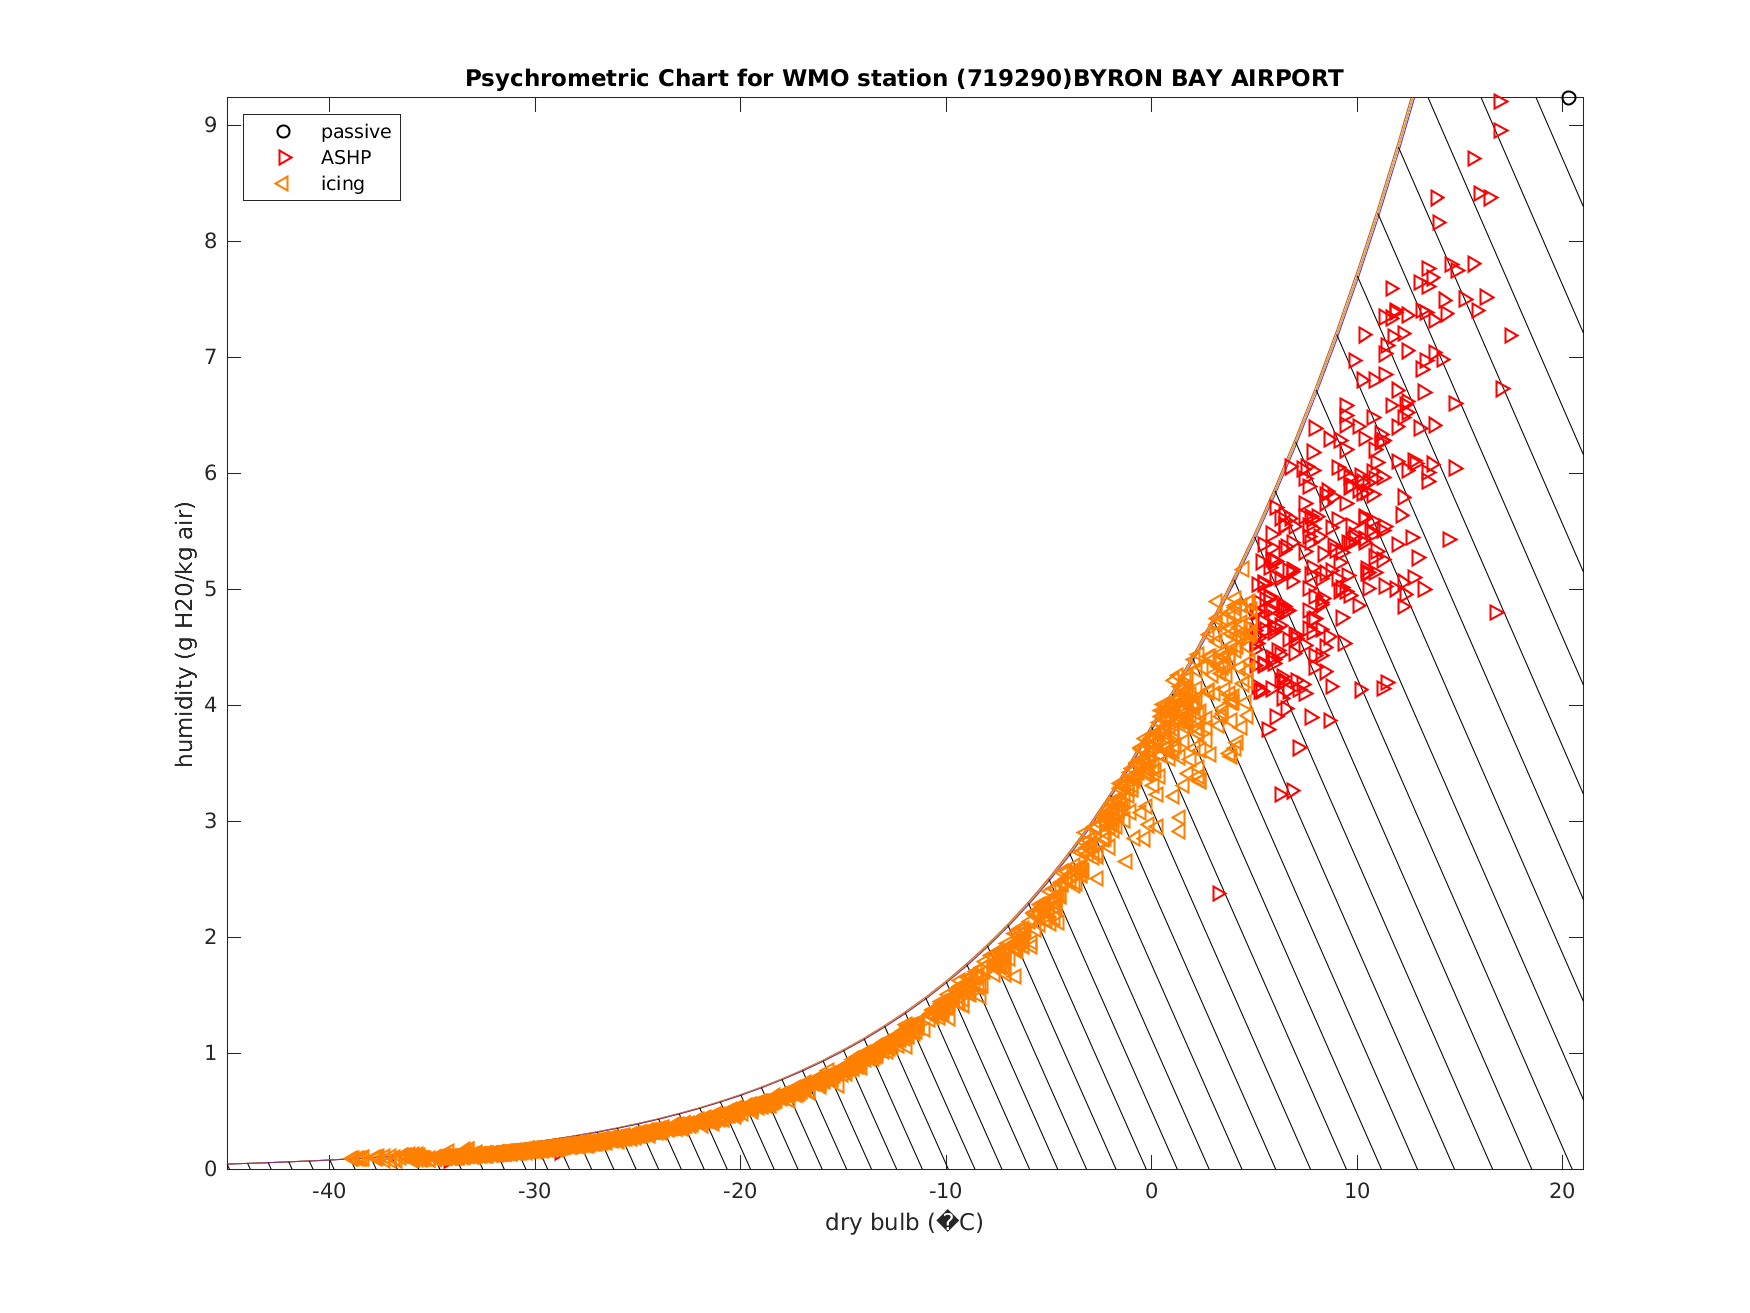 Psychrometric Chart for WMO station (719290)BYRON BAY AIRPORT
passive
ASHP
icing
humidity (g H20/kg air)
9
8
7
6
5
4
3
2
1
0
-40 -30 -20 -10 0 10 20
dry bulb (�C)